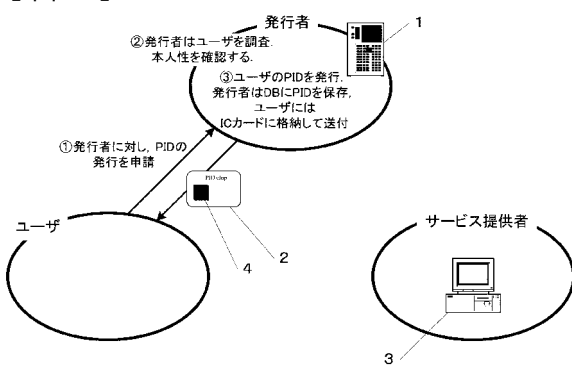 発行者
1
②発行者はユーザを調査.
本人性を確認する.
③ユーザのPIDを発行.
発行者はDBにPIDを保存,
ユーザには
ICカードに格納して送付
①発行者に対し, PIDの
発行を申請
ユーザ
4
2
サービス提供者
3